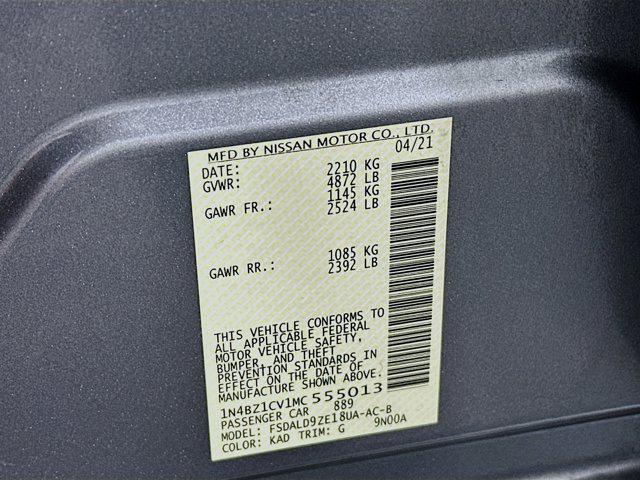 MFD BY NISSAN MOTOR CO., LTD.
DATE: 04/21
GVWR: 2210 KG
4872 LB
GAWR FR.: 1145 KG
2524 LB
GAWR RR.: 1085 KG
2392 LB
THIS VEHICLE CONFORMS TO
ALL APPLICABLE FEDERAL
MOTOR VEHICLE SAFETY,
BUMPER, AND THEFT
PREVENTION STANDARDS IN
EFFECT ON THE DATE OF
MANUFACTURE SHOWN ABOVE.
1N4BZ1CV1MC 555013
PASSENGER CAR 889
MODEL: FSDALD9ZE18UA-AC-B
COLOR: KAD TRIM: G 9N00A